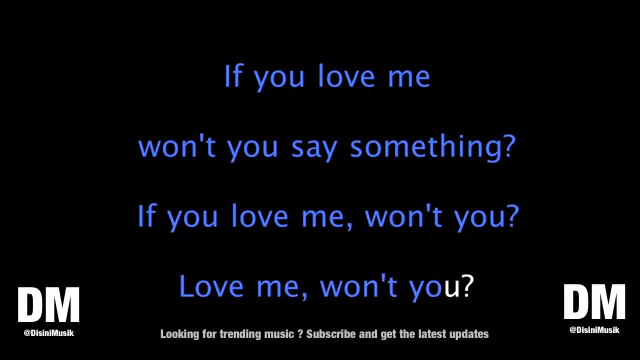 If you love me
won't you say something?
If you love me, won't you?
Love me, won't you?
DM
@DisiniMusik
DM
@DisiniMusik
Looking for trending music ? Subscribe and get the latest updates